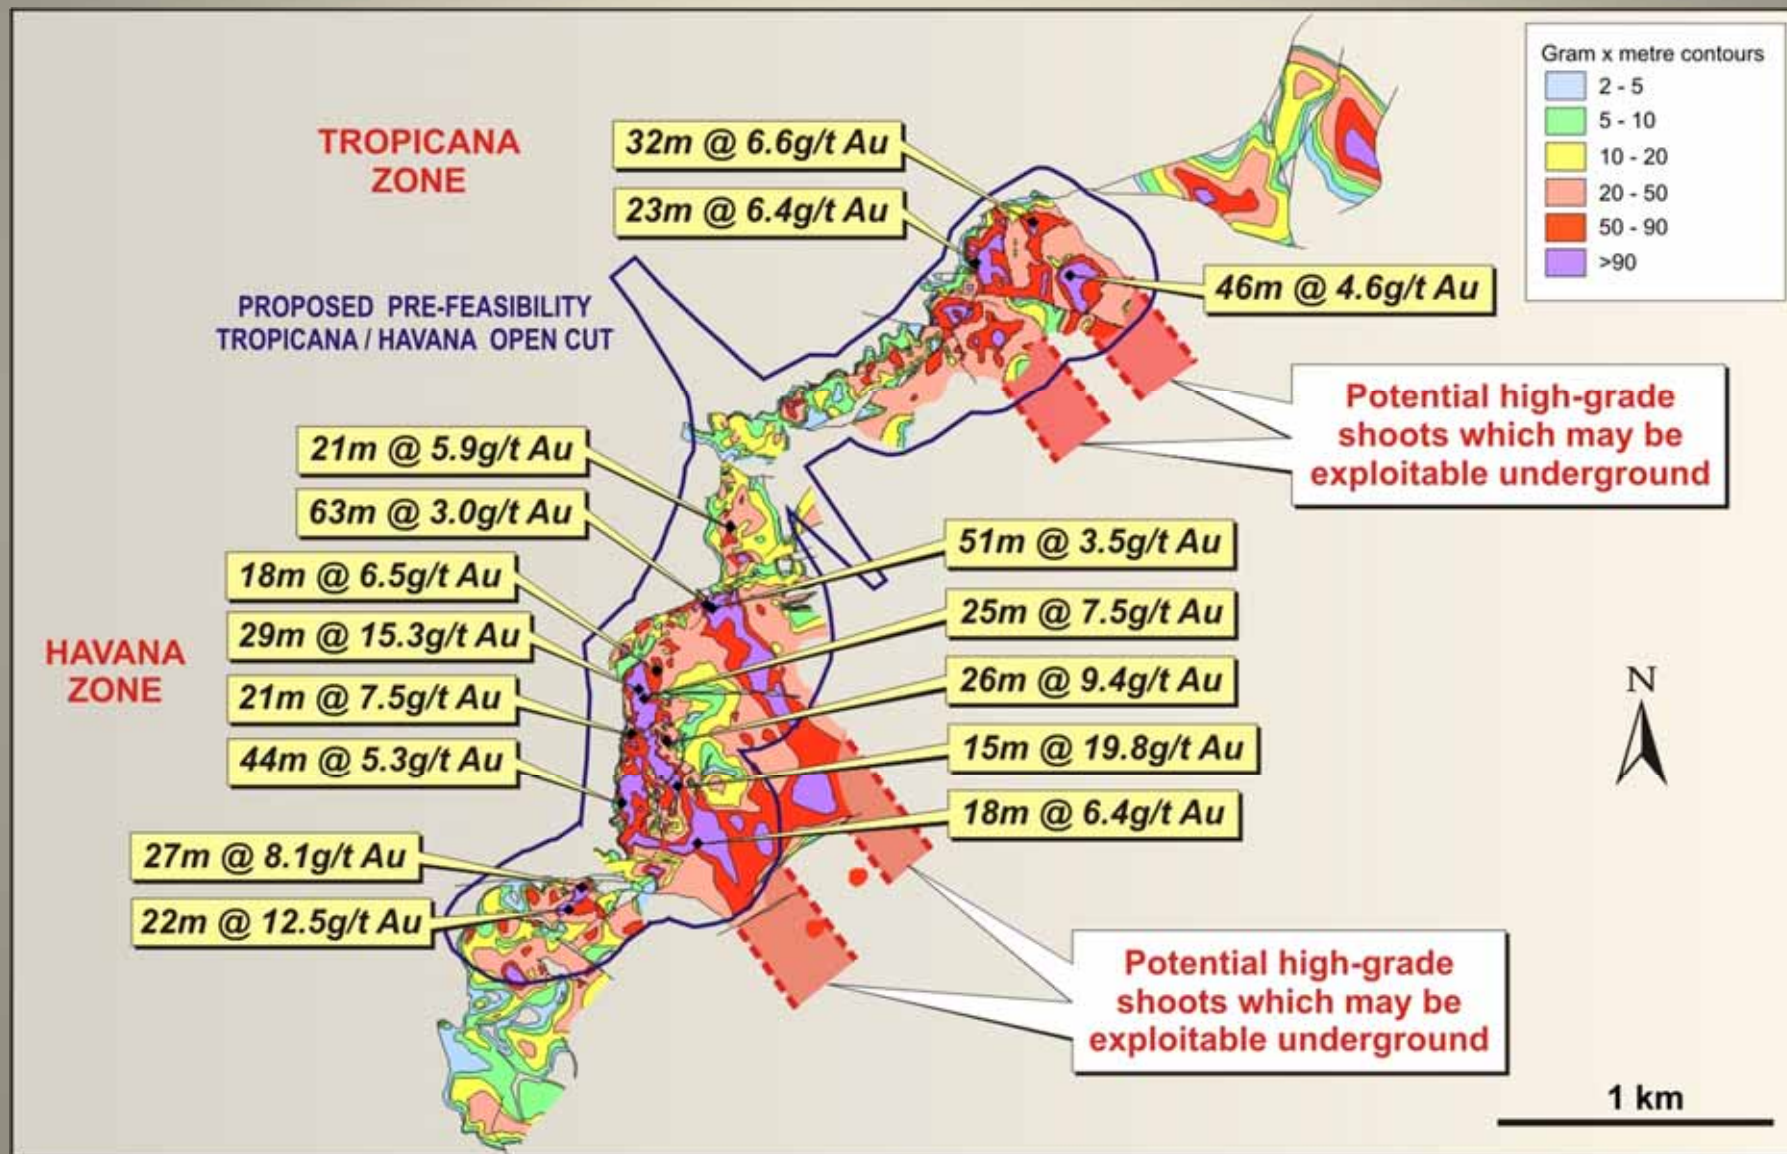 Gram x metre contours
2 - 5
5 - 10
10 - 20
20 - 50
50 - 90
>90
TROPICANA
ZONE
32m @ 6.6g/t Au
23m @ 6.4g/t Au
46m @ 4.6g/t Au
PROPOSED PRE-FEASIBILITY
TROPICANA / HAVANA OPEN CUT
Potential high-grade
shoots which may be
exploitable underground
21m @ 5.9g/t Au
63m @ 3.0g/t Au
18m @ 6.5g/t Au
29m @ 15.3g/t Au
21m @ 7.5g/t Au
44m @ 5.3g/t Au
27m @ 8.1g/t Au
22m @ 12.5g/t Au
HAVANA
ZONE
51m @ 3.5g/t Au
25m @ 7.5g/t Au
26m @ 9.4g/t Au
15m @ 19.8g/t Au
18m @ 6.4g/t Au
N
Potential high-grade
shoots which may be
exploitable underground
1 km